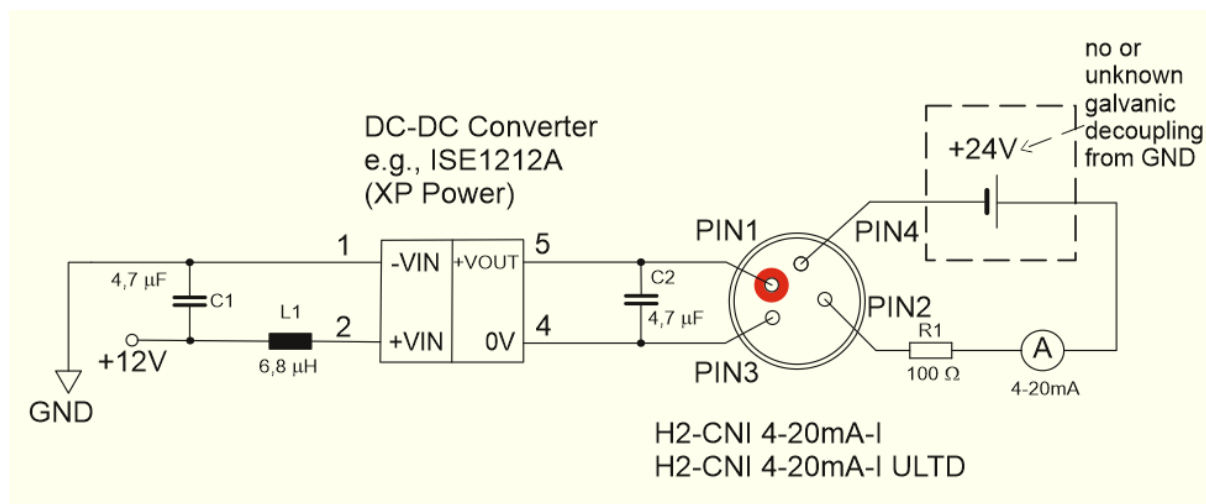 no or
unknown
galvanic
decoupling
from GND
+24V
DC-DC Converter
e.g., ISE1212A
(XP Power)
PIN1
PIN4
1
-VIN
+VOUT
5
4,7 μF
C1
C2
4,7 μF
L1
2
+VIN
0V
4
PIN2
+12V
6,8 μH
PIN3
R1
100 Ω
A
4-20mA
GND
H2-CNI 4-20mA-I
H2-CNI 4-20mA-I ULTD